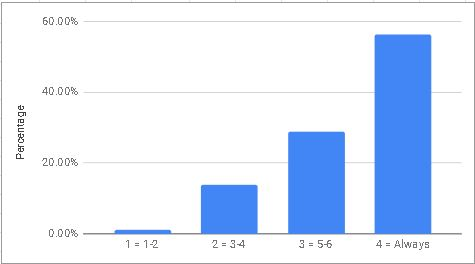 60.00%
40.00%
20.00%
0.00%
Percentage
1 = 1-2
2 = 3-4
3 = 5-6
4 = Always